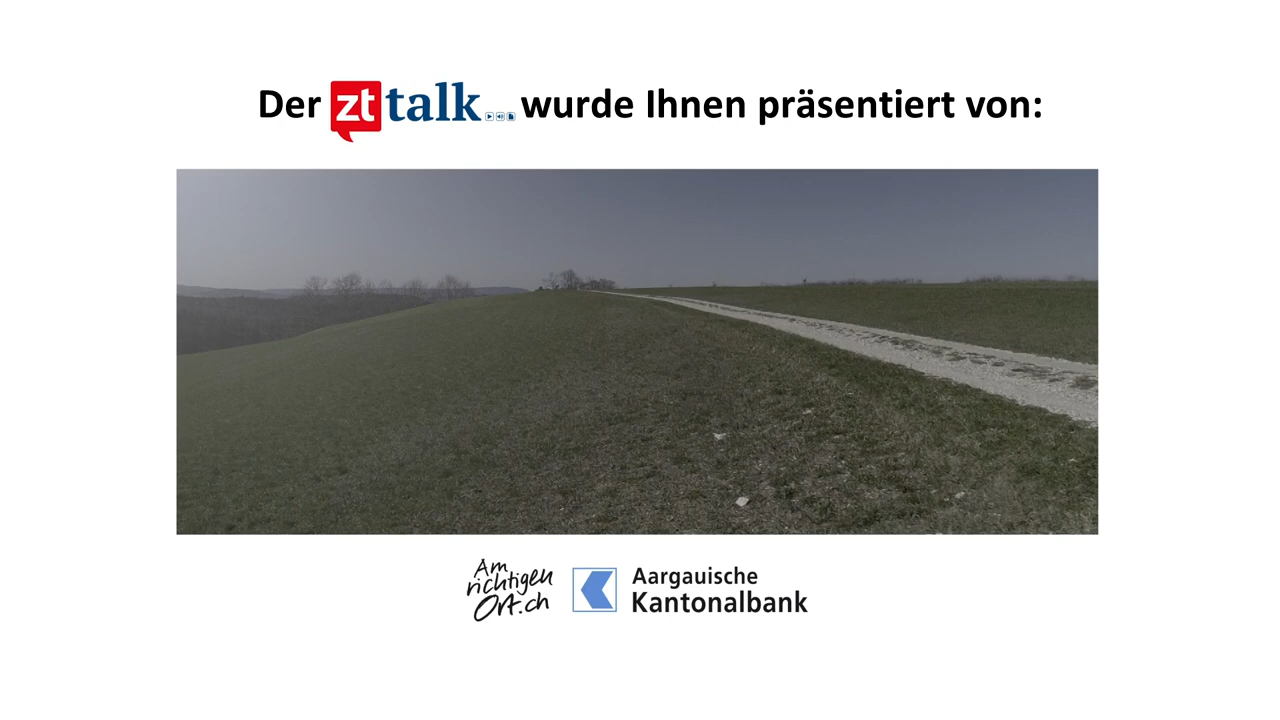 Der zt talk... wurde Ihnen präsentiert von:
Am
richtigen
Ort.ch
Aargauische
Kantonalbank